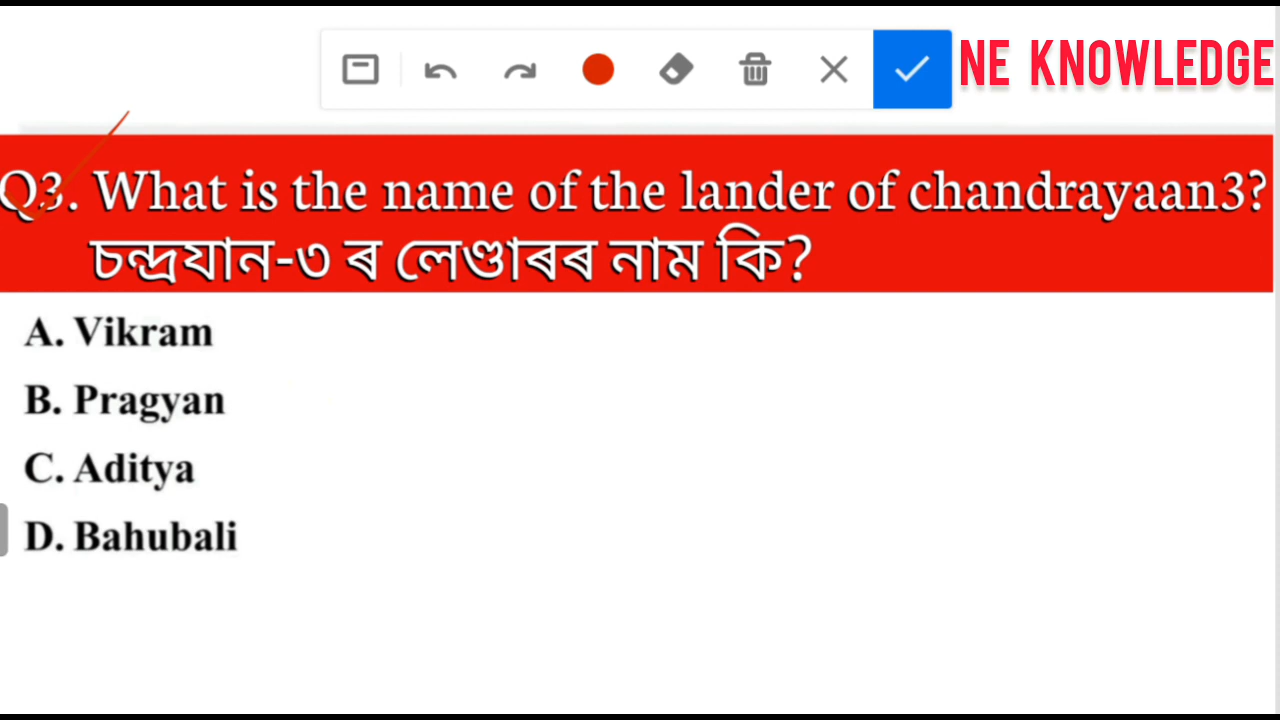 NE KNOWLEDGE
Q3. What is the name of the lander of chandrayaan3?
চন্দ্ৰযান-৩ ৰ লেণ্ডাৰৰ নাম কি?
A. Vikram
B. Pragyan
C. Aditya
D. Bahubali